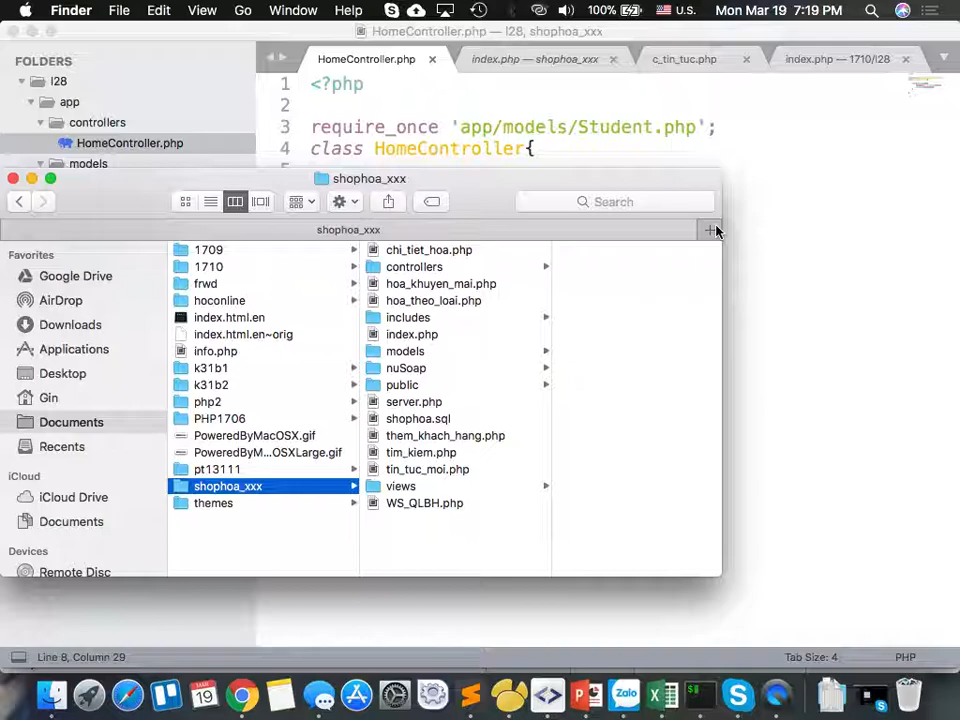 Finder File Edit View Go Window Help 100% U.S. Mon Mar 19 7:19 PM
HomeController.php — l28, shophoa_xxx
FOLDERS
l28
app
controllers
HomeController.php
models
HomeController.php × index.php — shophoa_xxx × c_tin_tuc.php × index.php — 1710/l28 ×
1 <?php
2
3 require_once 'app/models/Student.php';
4 class HomeController{
shophoa_xxx
Search
shophoa_xxx
Favorites
Google Drive
AirDrop
Downloads
Applications
Desktop
Gin
Documents
Recents
iCloud
iCloud Drive
Documents
Devices
Remote Disc
1709
1710
frwd
hoconline
index.html.en
index.html.en~orig
info.php
k31b1
k31b2
php2
PHP1706
PoweredByMacOSX.gif
PoweredByM...OSXLarge.gif
pt13111
shophoa_xxx
themes
chi_tiet_hoa.php
controllers
hoa_khuyen_mai.php
hoa_theo_loai.php
includes
index.php
models
nuSoap
public
server.php
shophoa.sql
them_khach_hang.php
tim_kiem.php
tin_tuc_moi.php
views
WS_QLBH.php
Line 8, Column 29 Tab Size: 4 PHP
MAR
19
Zalo